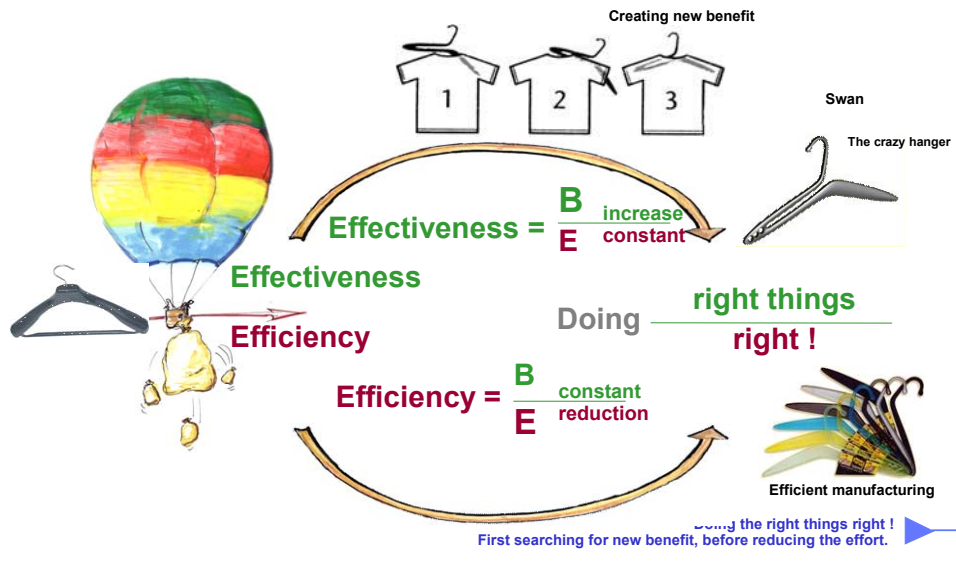 Creating new benefit
1 2 3
Swan
The crazy hanger
Effectiveness = B increase
E constant
Effectiveness
Efficiency
Doing right things
right !
Efficiency = B constant
E reduction
Efficient manufacturing
Doing the right things right !
First searching for new benefit, before reducing the effort.